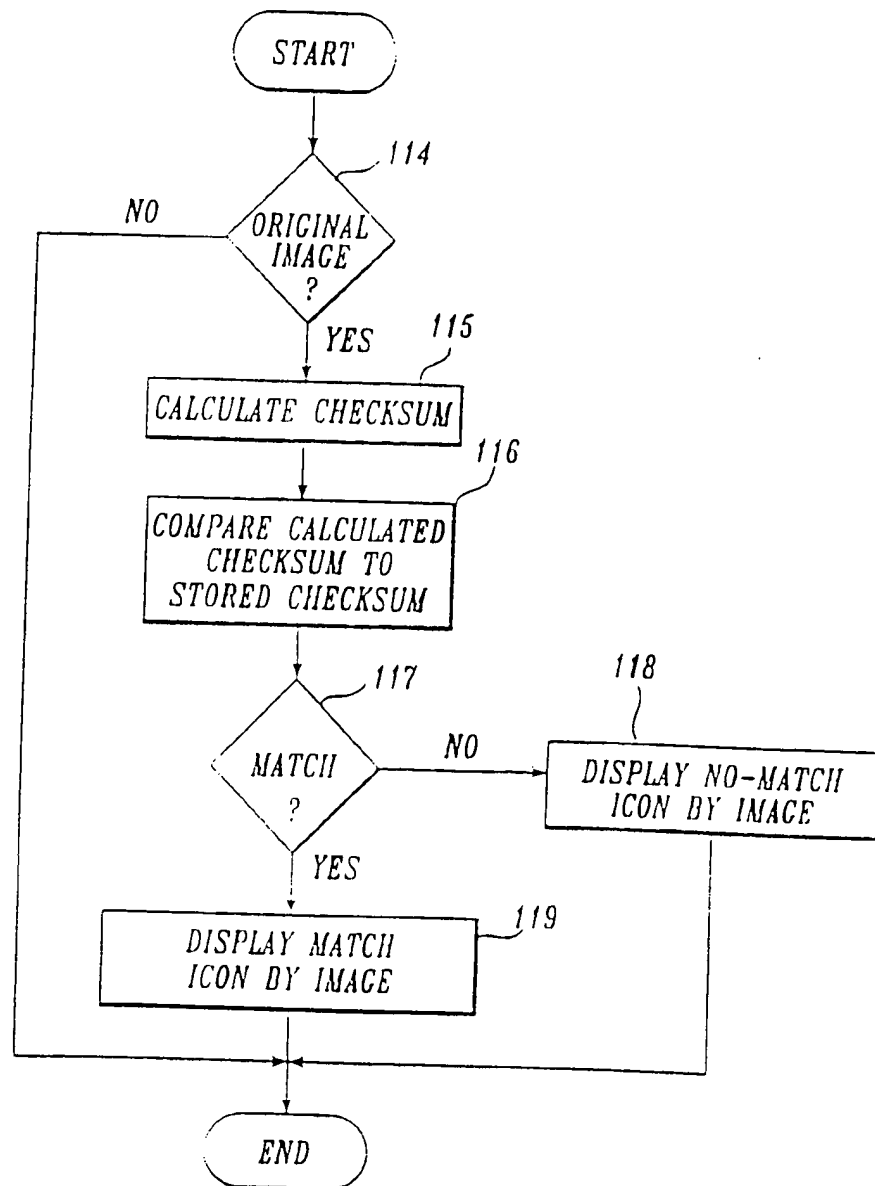 START
114
NO
ORIGINAL
IMAGE
?
YES
115
CALCULATE CHECKSUM
116
COMPARE CALCULATED
CHECKSUM TO
STORED CHECKSUM
117
MATCH
?
NO
118
DISPLAY NO-MATCH
ICON BY IMAGE
YES
119
DISPLAY MATCH
ICON BY IMAGE
END